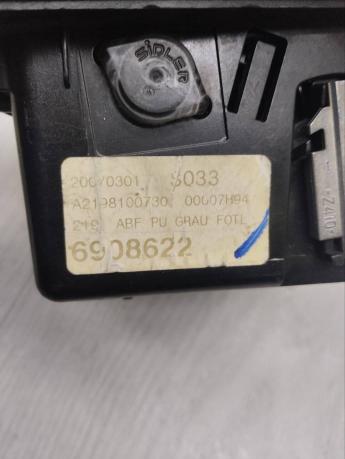 SIDLER
20070301 S033
A2198100730 00007H94
219 ABF PU GRAU FOTL
6908622